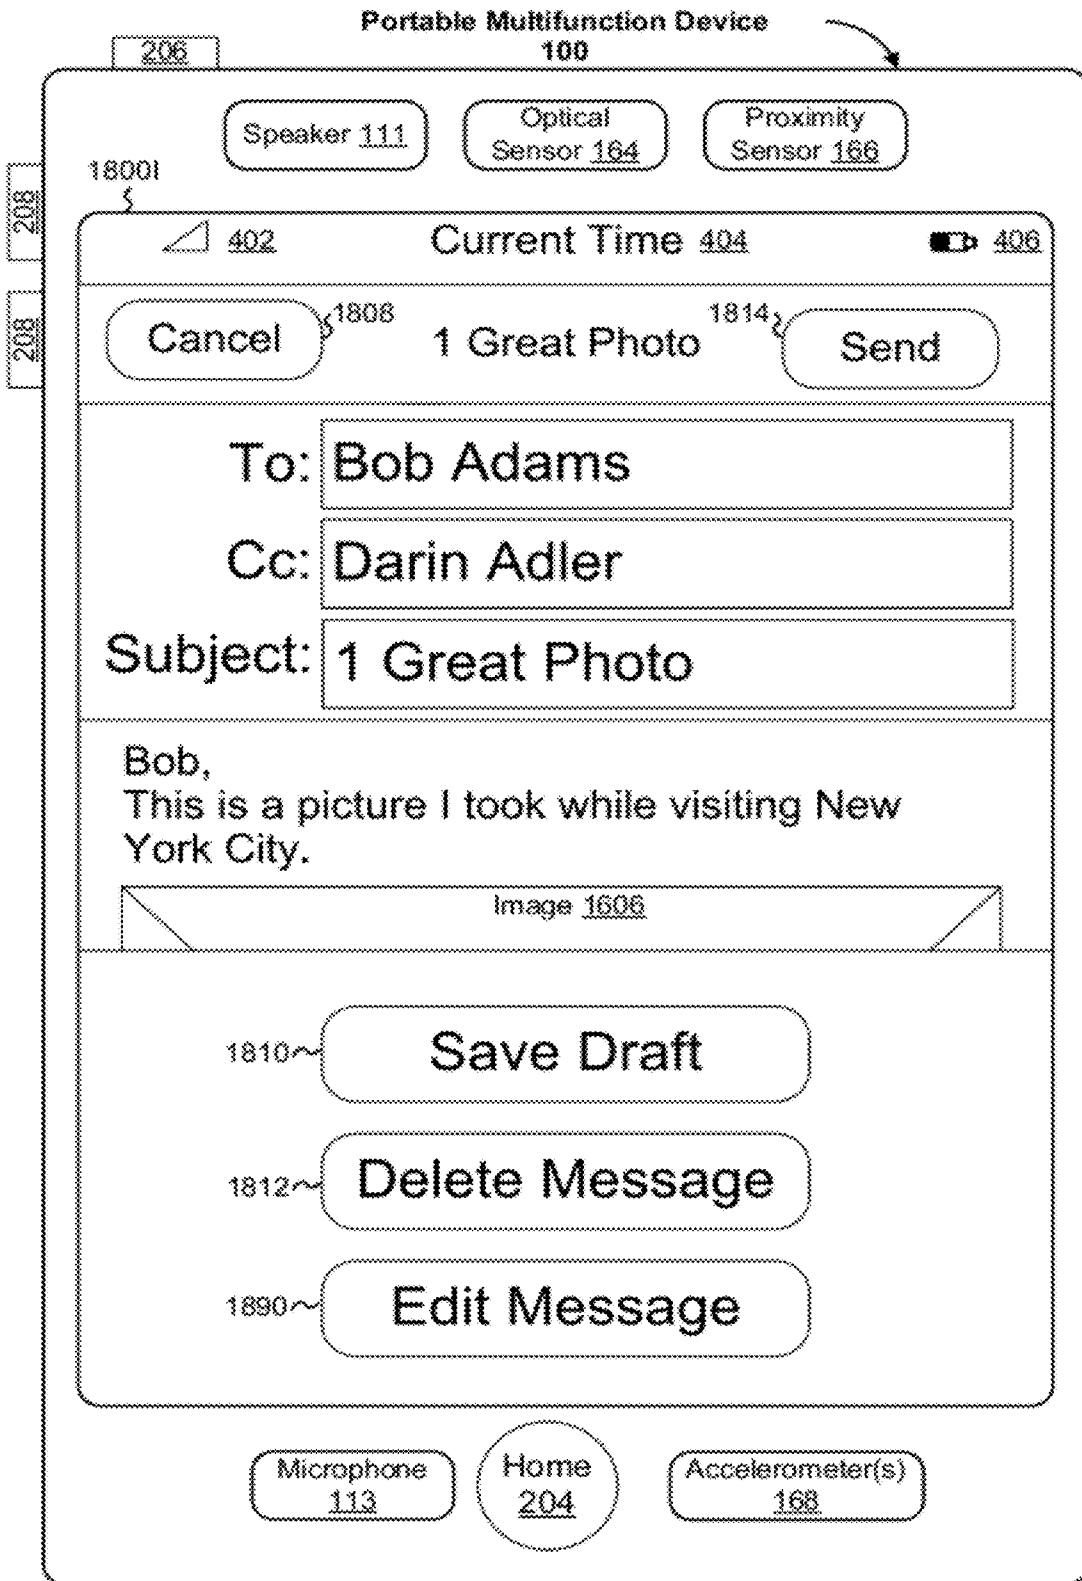 Portable Multifunction Device
100
206
Speaker 111
Optical
Sensor 164
Proximity
Sensor 166
1800I
208
208
402
Current Time 404
406
Cancel
1808
1 Great Photo
1814
Send
To: Bob Adams
Cc: Darin Adler
Subject: 1 Great Photo
Bob,
This is a picture I took while visiting New
York City.
Image 1606
1810
Save Draft
1812
Delete Message
1890
Edit Message
Microphone
113
Home
204
Accelerometer(s)
168